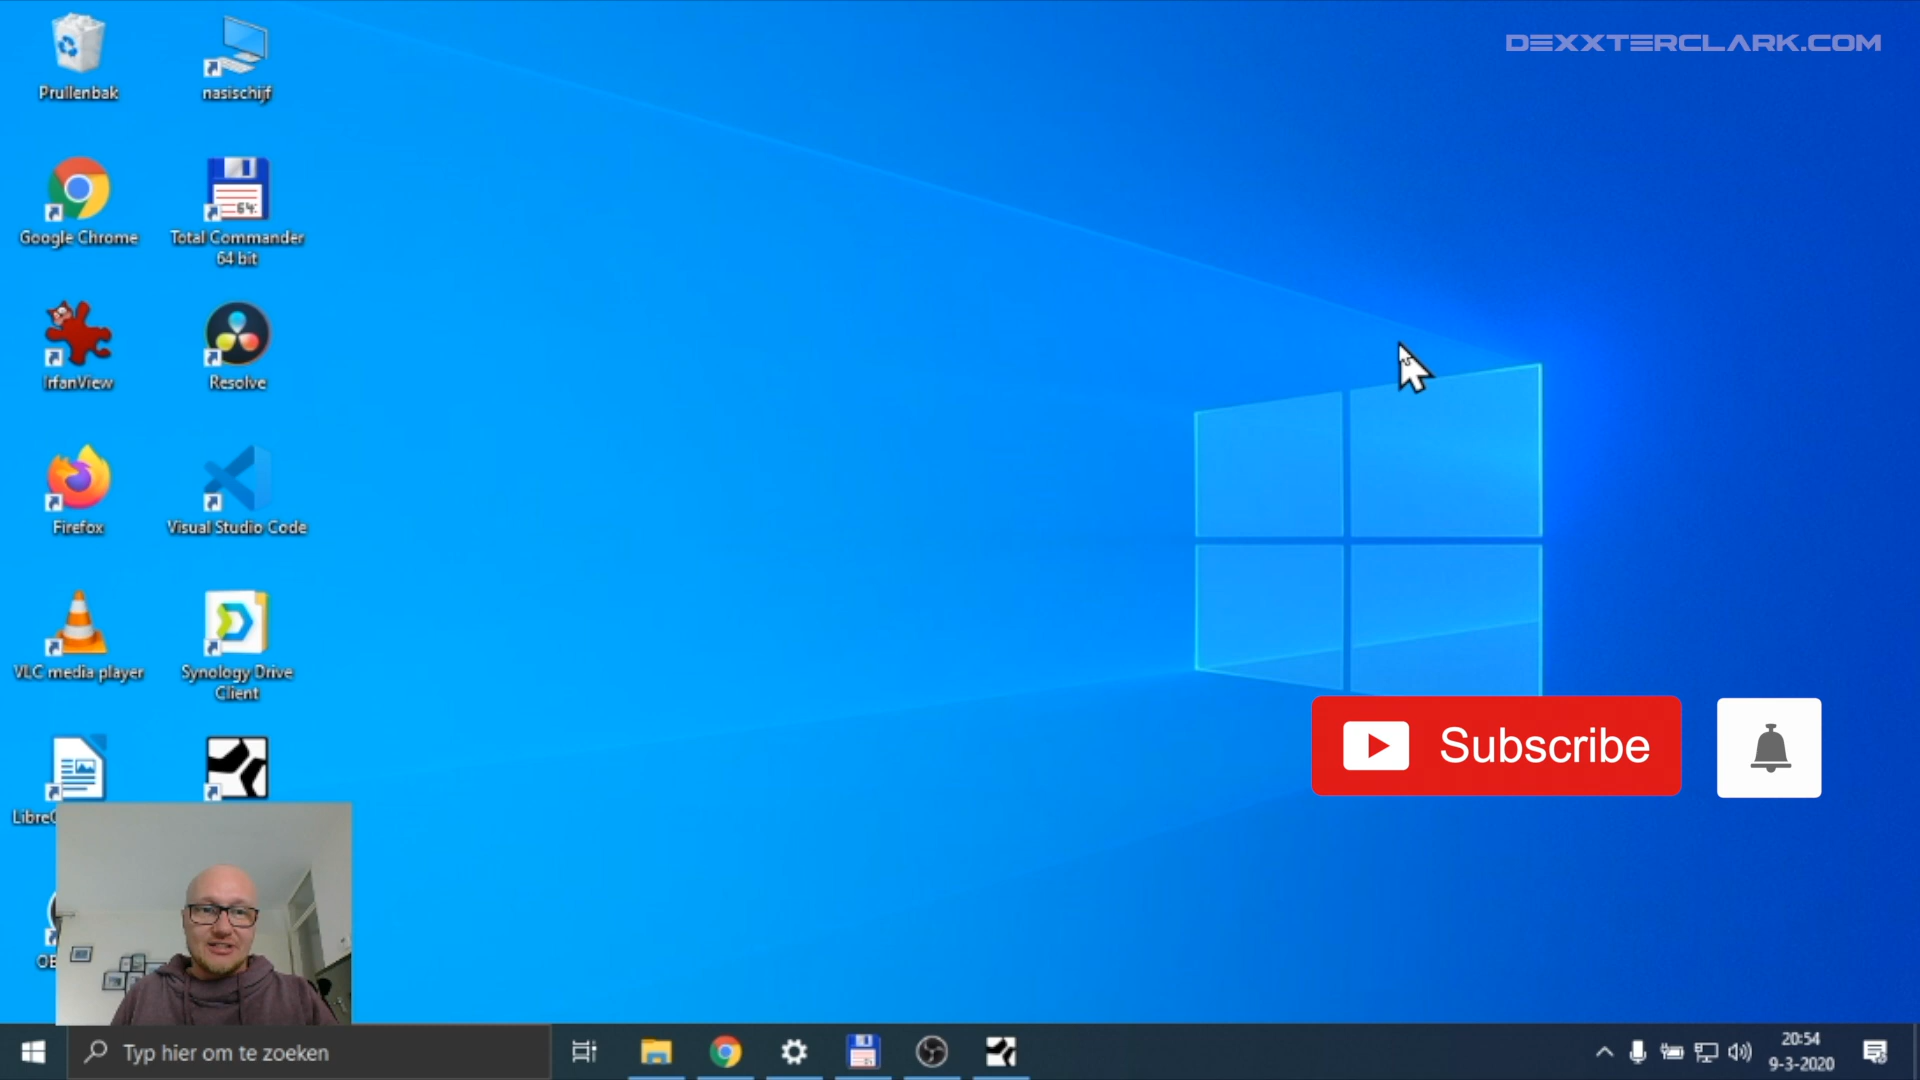 DEXXTERCLARK.COM
Prullenbak
nasischijf
Google Chrome
Total Commander
64 bit
IrfanView
Resolve
Firefox
Visual Studio Code
VLC media player
Synology Drive
Client
Subscribe
Typ hier om te zoeken
20:54
9-3-2020